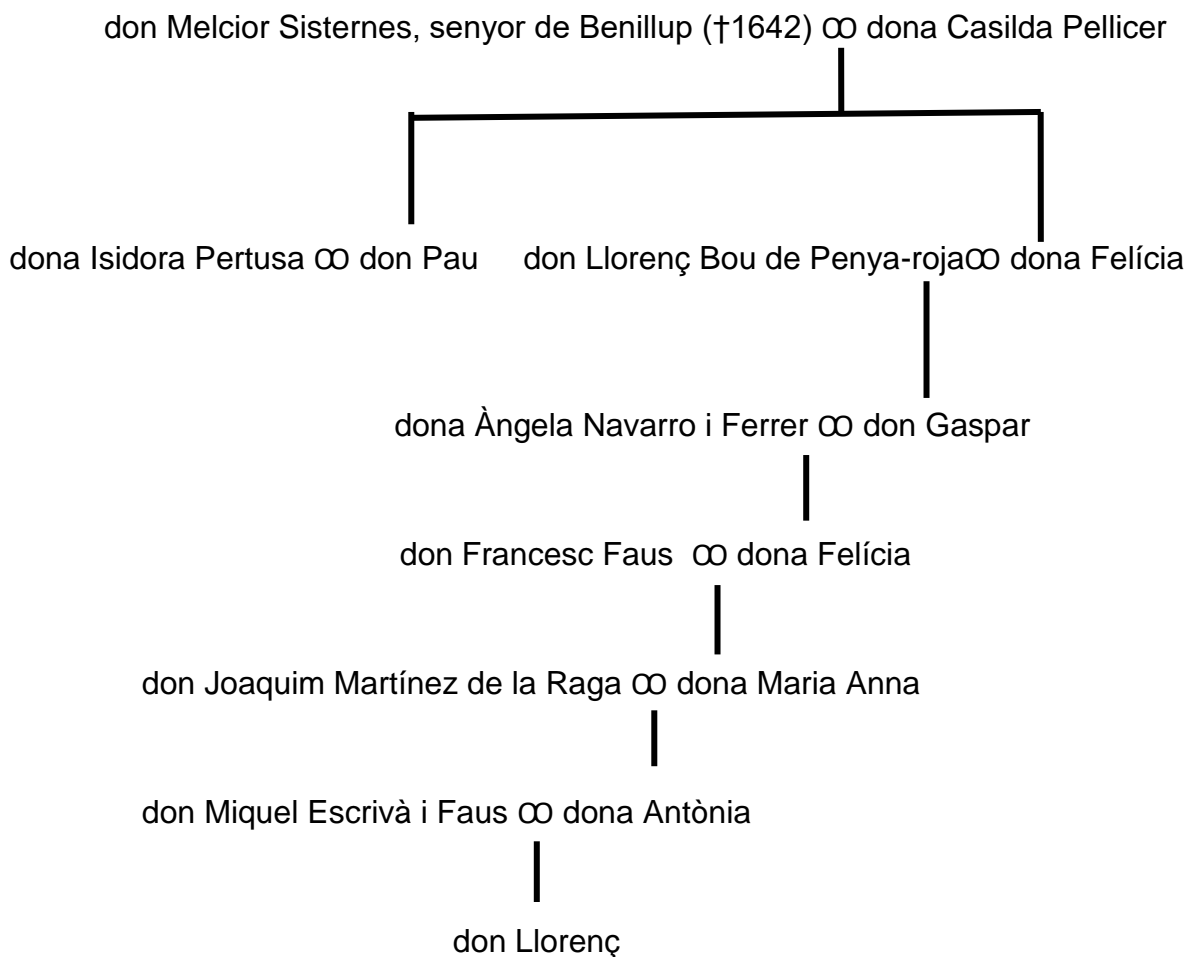 don Melcior Sisternes, senyor de Benillup (†1642) ꝏ dona Casilda Pellicer
dona Isidora Pertusa ꝏ don Pau don Llorenç Bou de Penya-rojaꝏ dona Felícia
dona Àngela Navarro i Ferrer ꝏ don Gaspar
don Francesc Faus ꝏ dona Felícia
don Joaquim Martínez de la Raga ꝏ dona Maria Anna
don Miquel Escrivà i Faus ꝏ dona Antònia
don Llorenç